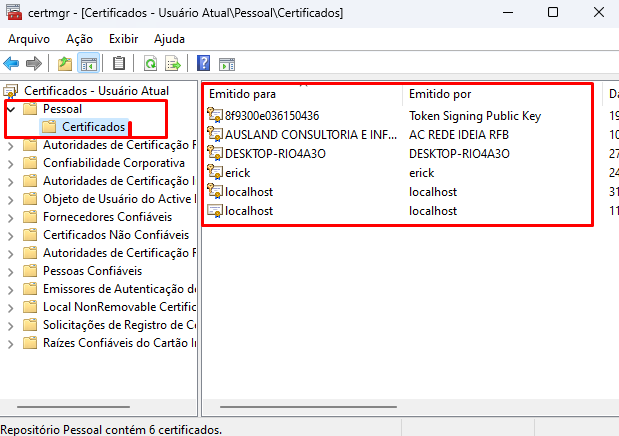 certmgr - [Certificados - Usuário Atual\Pessoal\Certificados]
Arquivo Ação Exibir Ajuda
Certificados - Usuário Atual
Pessoal
Certificados
Autoridades de Certificação R
Confiabilidade Corporativa
Autoridades de Certificação I
Objeto de Usuário do Active
Fornecedores Confiáveis
Certificados Não Confiáveis
Autoridades de Certificação
Pessoas Confiáveis
Emissores de Autenticação d
Local NonRemovable Certific
Solicitações de Registro de C
Raízes Confiáveis do Cartão I
Emitido para Emitido por Da
8f9300e036150436 Token Signing Public Key 19
AUSLAND CONSULTORIA E INF... AC REDE IDEIA RFB
DESKTOP-RIO4A3O DESKTOP-RIO4A3O 27
erick erick 24
localhost localhost 31
localhost localhost 11
Repositório Pessoal contém 6 certificados.